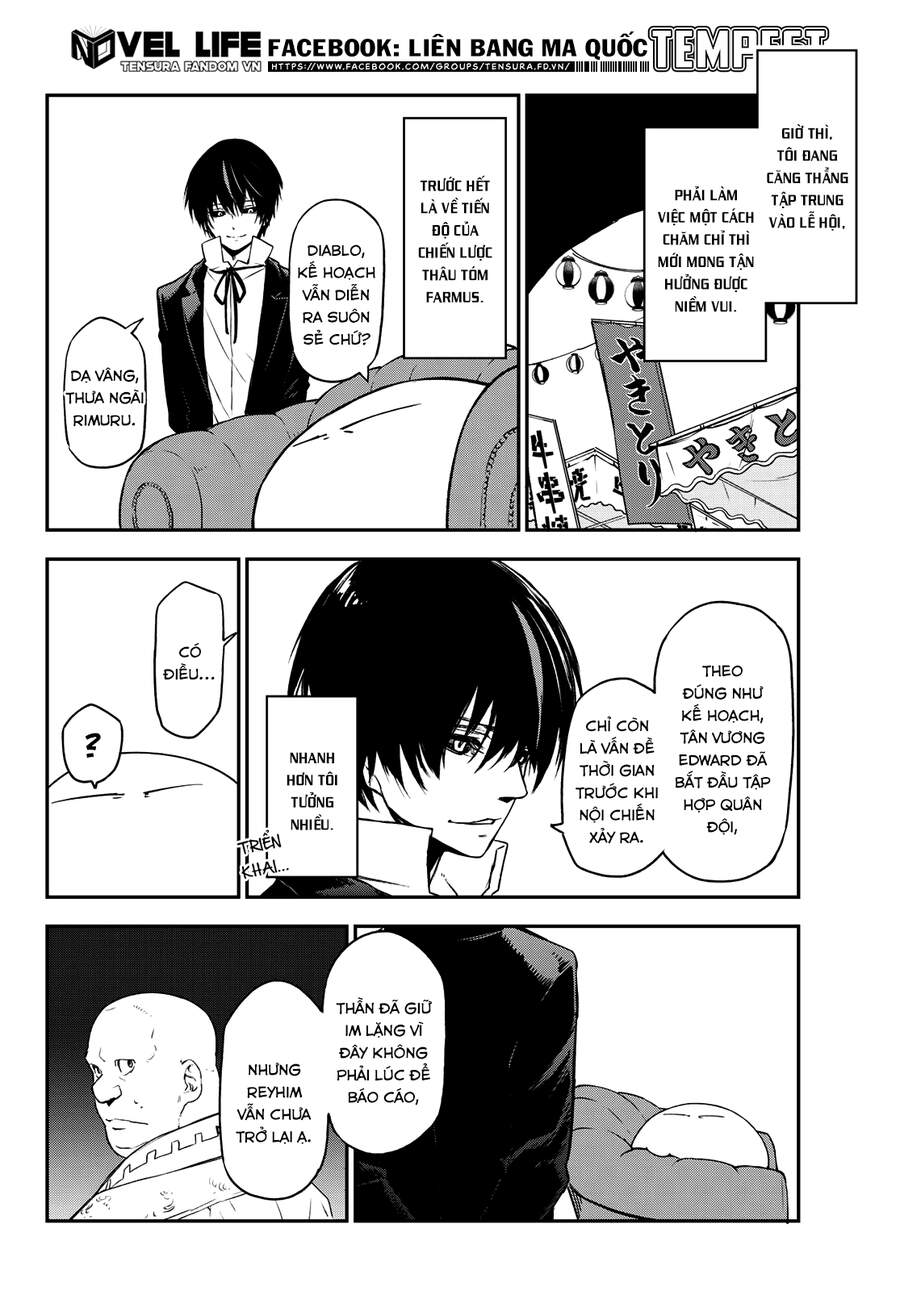 NOVEL LIFE
TENSURA FANDOM VN
FACEBOOK: LIÊN BANG MA QUỐC
TEMPEST
HTTPS://WWW.FACEBOOK.COM/GROUPS/TENSURA.FD.VN/
GIỜ THÌ,
TÔI ĐANG
CĂNG THẲNG
TẬP TRUNG
VÀO LỄ HỘI,
PHẢI LÀM
VIỆC MỘT CÁCH
CHĂM CHỈ THÌ
MỚI MONG TẬN
HƯỞNG ĐƯỢC
NIỀM VUI.
やきとり
やきと
牛串焼
焼
TRƯỚC HẾT
LÀ VỀ TIẾN
ĐỘ CỦA
CHIẾN LƯỢC
THÂU TÓM
FARMUS.
DIABLO,
KẾ HOẠCH
VẪN DIỄN
RA SUÔN
SẺ CHỨ?
DẠ VÂNG,
THƯA NGÀI
RIMURU.
THEO
ĐÚNG NHƯ
KẾ HOẠCH,
TÂN VƯƠNG
EDWARD ĐÃ
BẮT ĐẦU TẬP
HỢP QUÂN
ĐỘI,
CHỈ CÒN
LÀ VẤN ĐỀ
THỜI GIAN
TRƯỚC KHI
NỘI CHIẾN
XẢY RA.
NHANH
HƠN TÔI
TƯỞNG
NHIỀU.
TRIỂN
KHAI...
CÓ
ĐIỀU...
?
THẦN ĐÃ GIỮ
IM LẶNG VÌ
ĐÂY KHÔNG
PHẢI LÚC ĐỂ
BÁO CÁO,
NHƯNG
REYHIM
VẪN CHƯA
TRỞ LẠI Ạ.